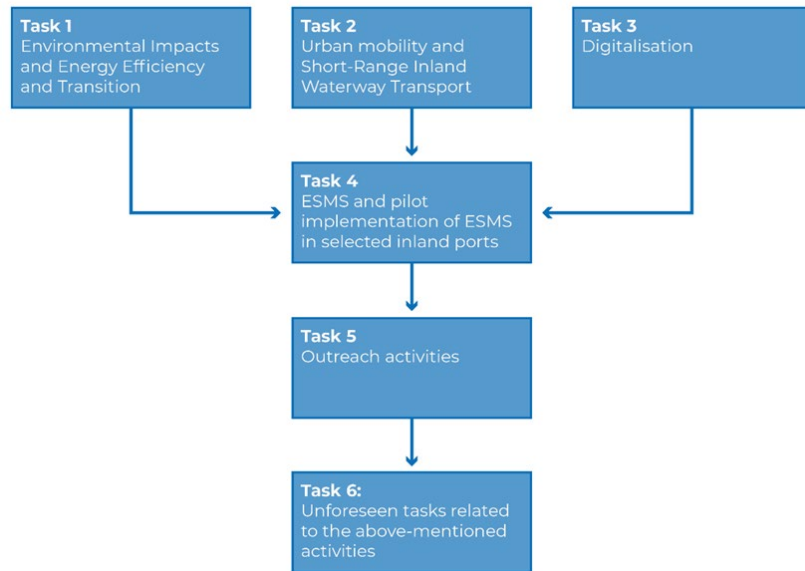 Task 1
Environmental Impacts
and Energy Efficiency
and Transition
Task 2
Urban mobility and
Short-Range Inland
Waterway Transport
Task 3
Digitalisation
Task 4
ESMS and pilot
implementation of ESMS
in selected inland ports
Task 5
Outreach activities
Task 6:
Unforeseen tasks related
to the above-mentioned
activities